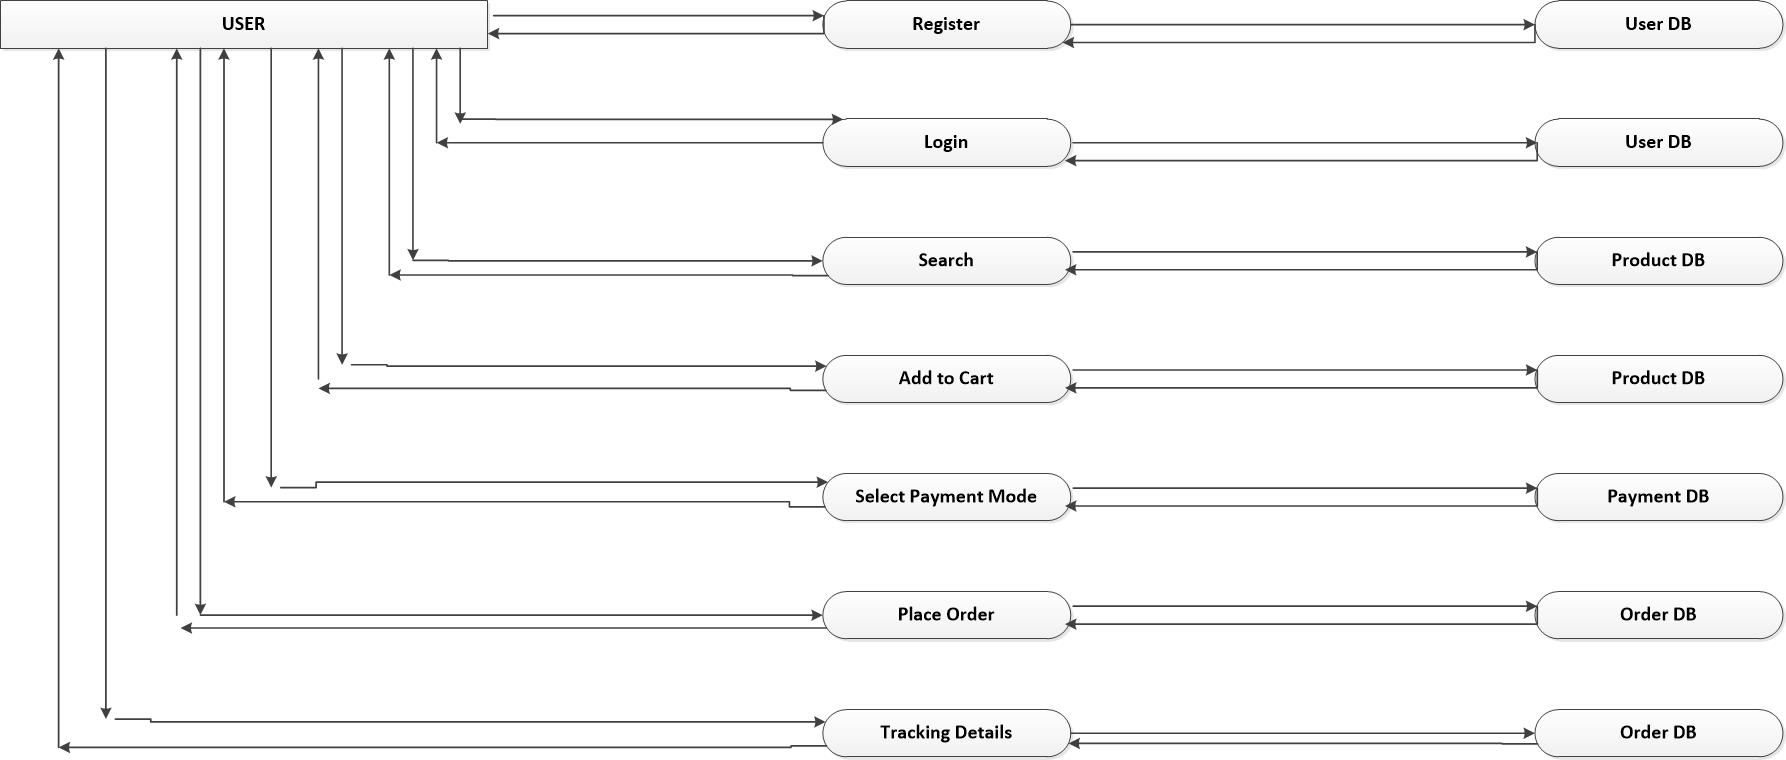 USER
Register
User DB
Login
User DB
Search
Product DB
Add to Cart
Product DB
Select Payment Mode
Payment DB
Place Order
Order DB
Tracking Details
Order DB